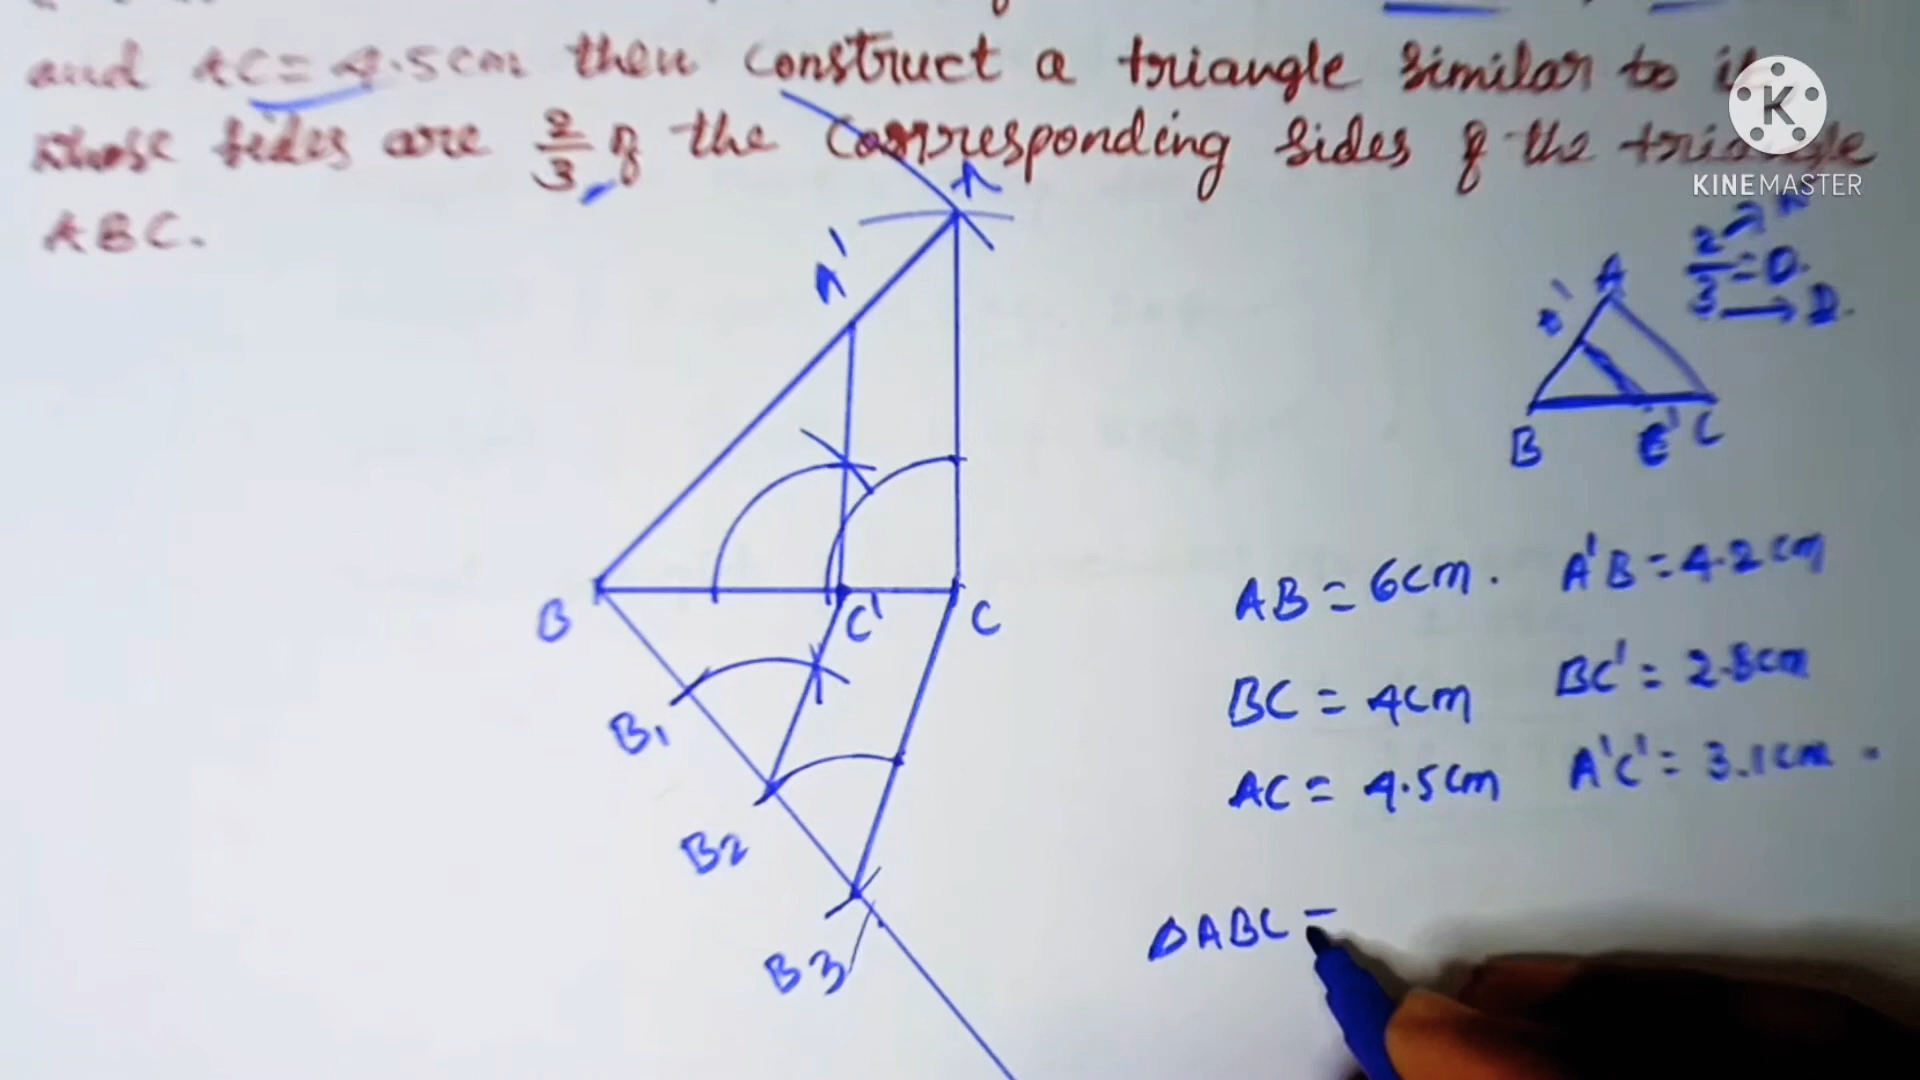 and AC = 4.5cm then construct a triangle similar to it
whose sides are 2/3 of the corresponding sides of the triangle
ABC.
K
KINEMASTER
A
A'
B
C'
C
B1
B2
B3
2/3 =
A
B
C' C
AB = 6cm. A'B = 4.2cm
BC = 4cm BC' = 2.8cm
AC = 4.5cm A'C' = 3.1cm
ΔABC =